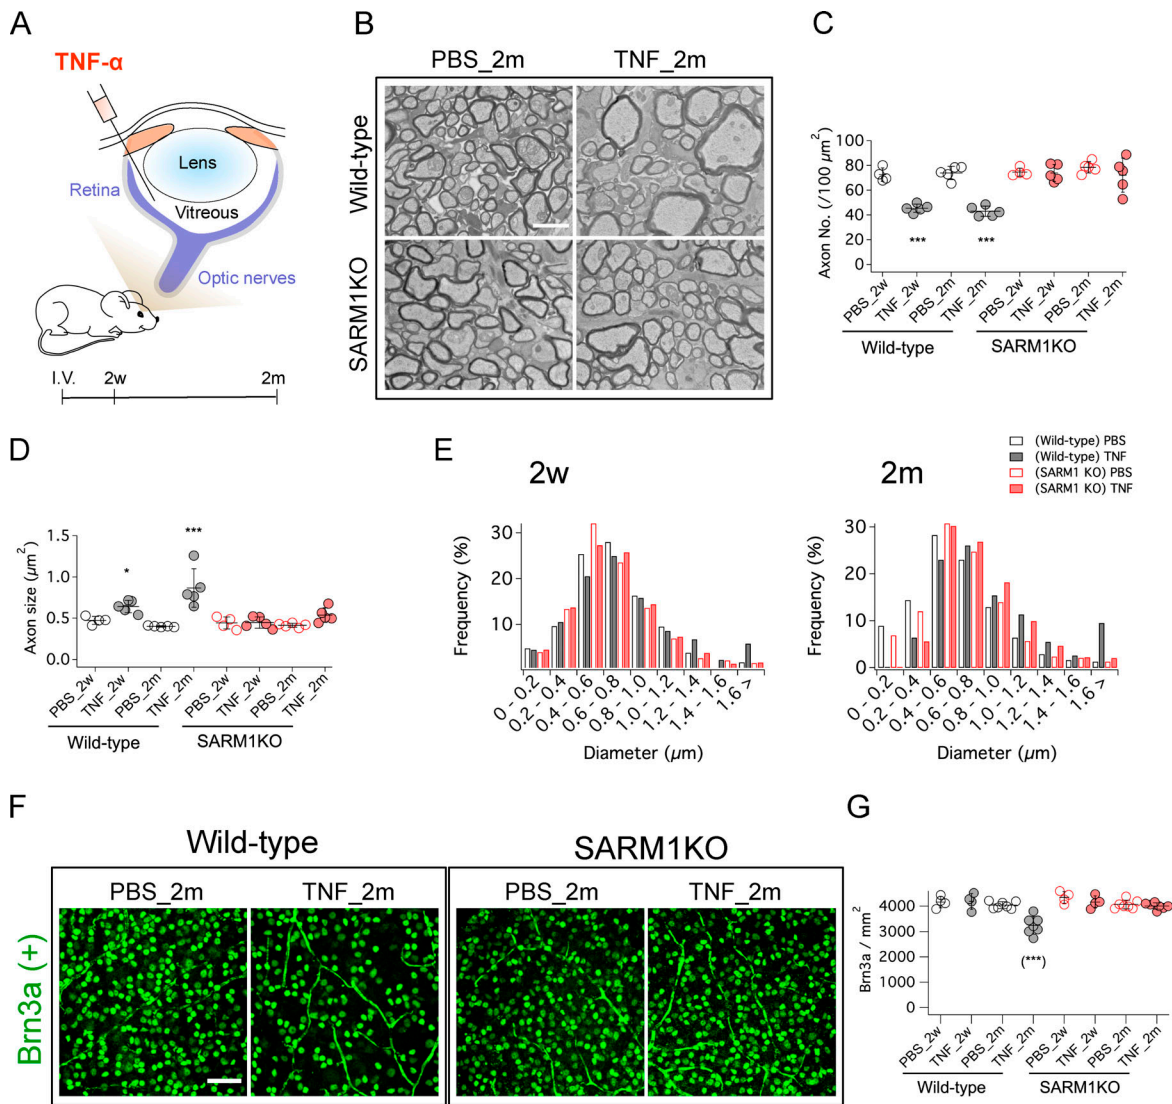 A
TNF-α
Lens
Retina
Vitreous
Optic nerves
I.V. 2w 2m
B
PBS_2m TNF_2m
Wild-type
SARM1KO
C
Axon No. (/100 µm²)
100
80
60
40
20
0
*** ***
PBS_2w TNF_2w PBS_2m TNF_2m PBS_2w TNF_2w PBS_2m TNF_2m
Wild-type SARM1KO
D
Axon size (µm²)
1.5
1.0
0.5
0.0
* ***
PBS_2w TNF_2w PBS_2m TNF_2m PBS_2w TNF_2w PBS_2m TNF_2m
Wild-type SARM1KO
E
(Wild-type) PBS
(Wild-type) TNF
(SARM1 KO) PBS
(SARM1 KO) TNF
2w
Frequency (%)
30
20
10
0 - 0.2 0.2 - 0.4 0.4 - 0.6 0.6 - 0.8 0.8 - 1.0 1.0 - 1.2 1.2 - 1.4 1.4 - 1.6 1.6 >
Diameter (µm)
2m
Frequency (%)
30
20
10
0
0 - 0.2 0.2 - 0.4 0.4 - 0.6 0.6 - 0.8 0.8 - 1.0 1.0 - 1.2 1.2 - 1.4 1.4 - 1.6 1.6 >
Diameter (µm)
F
Wild-type SARM1KO
PBS_2m TNF_2m PBS_2m TNF_2m
Brn3a (+)
G
Brn3a / mm²
4000
3000
2000
1000
0
(***)
PBS_2w TNF_2w PBS_2m TNF_2m PBS_2w TNF_2w PBS_2m TNF_2m
Wild-type SARM1KO